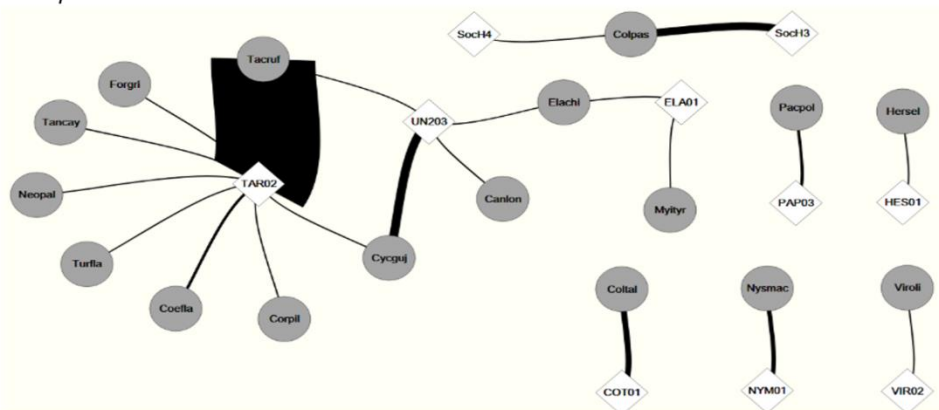 SocH4
Colpas
SocH3
Tacruf
Forgri
Tancay
UN203
Elachi
ELA01
Pacpol
Hersel
Neopal
TAR02
Canlon
Myityr
PAP03
HES01
Turfla
Cycguj
Coefla
Corpil
Coltal
Nysmac
Viroli
COT01
NYM01
VIR02